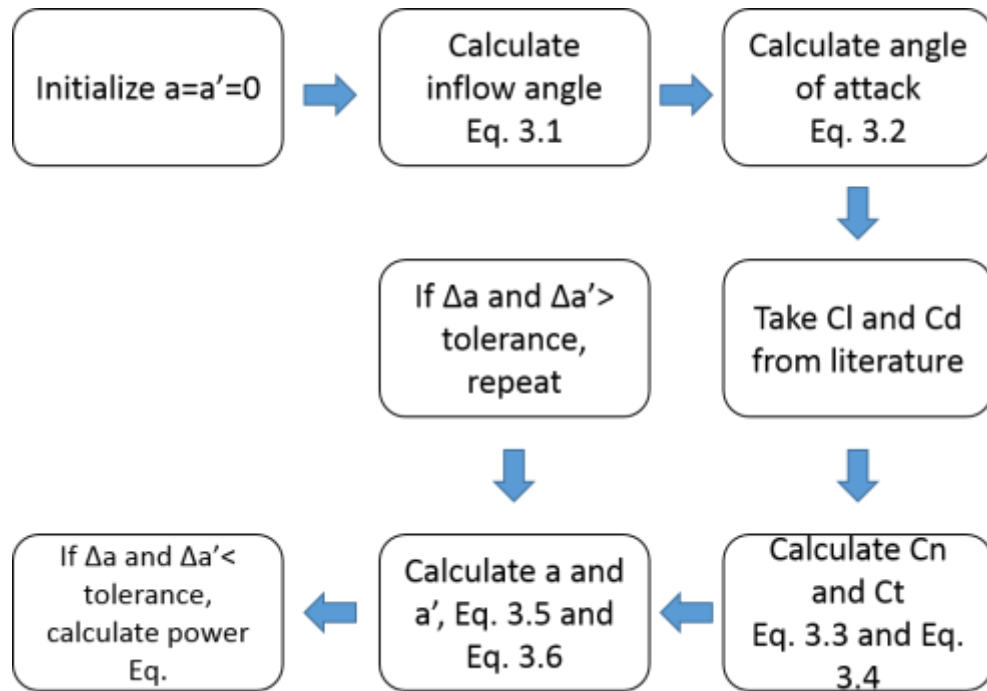 Initialize a=a’=0
Calculate
inflow angle
Eq. 3.1
Calculate angle
of attack
Eq. 3.2
If Δa and Δa’>
tolerance,
repeat
Take Cl and Cd
from literature
If Δa and Δa’<
tolerance,
calculate power
Eq.
Calculate a and
a’, Eq. 3.5 and
Eq. 3.6
Calculate Cn
and Ct
Eq. 3.3 and Eq.
3.4